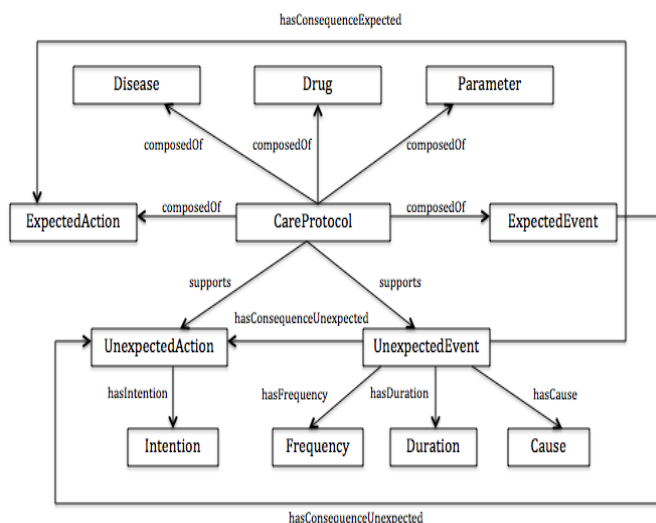 hasConsequenceExpected
Disease
Drug
Parameter
composedOf
composedOf
composedOf
ExpectedAction
composedOf
CareProtocol
composedOf
ExpectedEvent
supports
supports
hasConsequenceUnexpected
UnexpectedAction
UnexpectedEvent
hasIntention
hasFrequency
hasDuration
hasCause
Intention
Frequency
Duration
Cause
hasConsequenceUnexpected